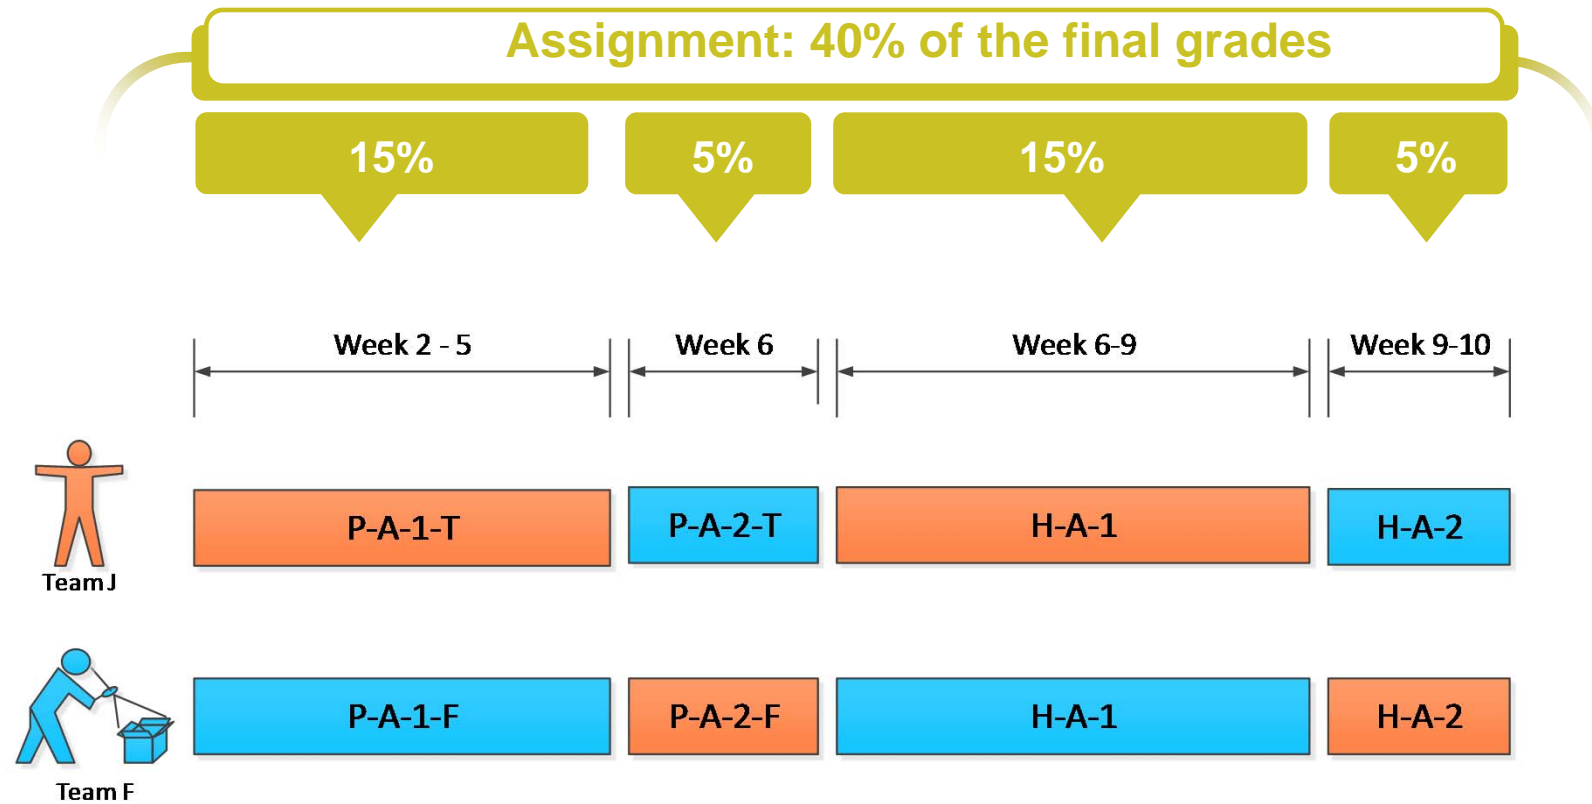 Assignment: 40% of the final grades
15%
5%
15%
5%
Week 2 - 5
Week 6
Week 6-9
Week 9-10
P-A-1-T
P-A-2-T
H-A-1
H-A-2
Team J
P-A-1-F
P-A-2-F
H-A-1
H-A-2
Team F